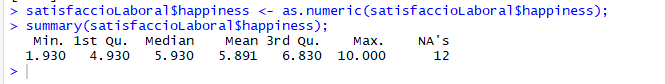 > satisfaccioLaboral$happiness <- as.numeric(satisfaccioLaboral$happiness);
> summary(satisfaccioLaboral$happiness);
   Min. 1st Qu.  Median    Mean 3rd Qu.    Max.    NA's
  1.930   4.930   5.930   5.891   6.830  10.000      12
>